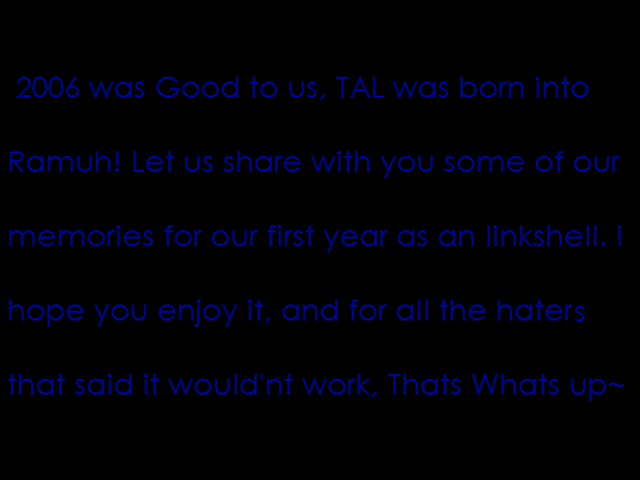 2006 was Good to us, TAL was born into
Ramuh! Let us share with you some of our
memories for our first year as an linkshell. I
hope you enjoy it, and for all the haters
that said it would'nt work, Thats Whats up~